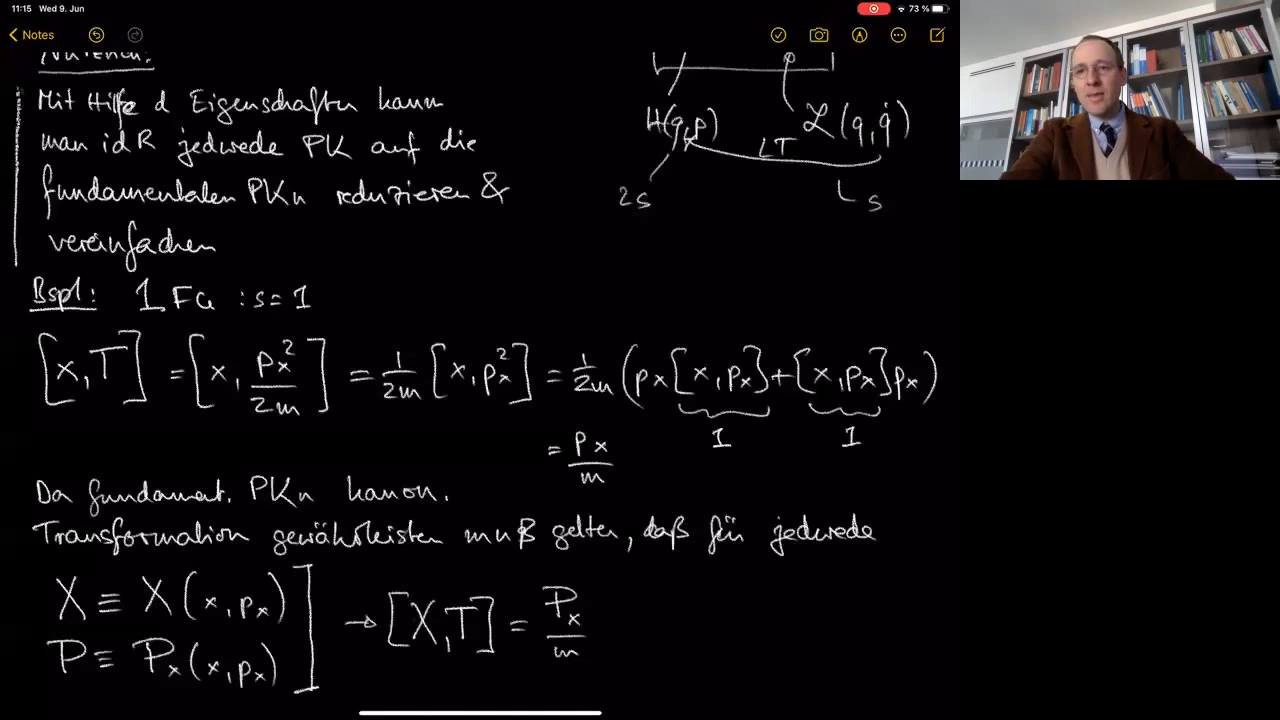 11:15 Wed 9. Jun
73 %
Notes
Mit Hilfe d Eigenschaften kann
man idR jedwede PK auf die
fundamentalen PKn reduzieren &
vereinfachen
H(q,p) LT ℒ(q,q̇)
2s s
Bspl: 1 FG : s=1
[x,T] = [x, px²/2m] = 1/2m [x,px²] = 1/2m (px[x,px]+[x,px]px)
1 1
= px/m
Da fundament. PKn kanon.
Transformation gewährleisten muß gelten, daß für jedwede
X ≡ X(x,px)
P ≡ Px(x,px)
→ [X,T] = Px/m